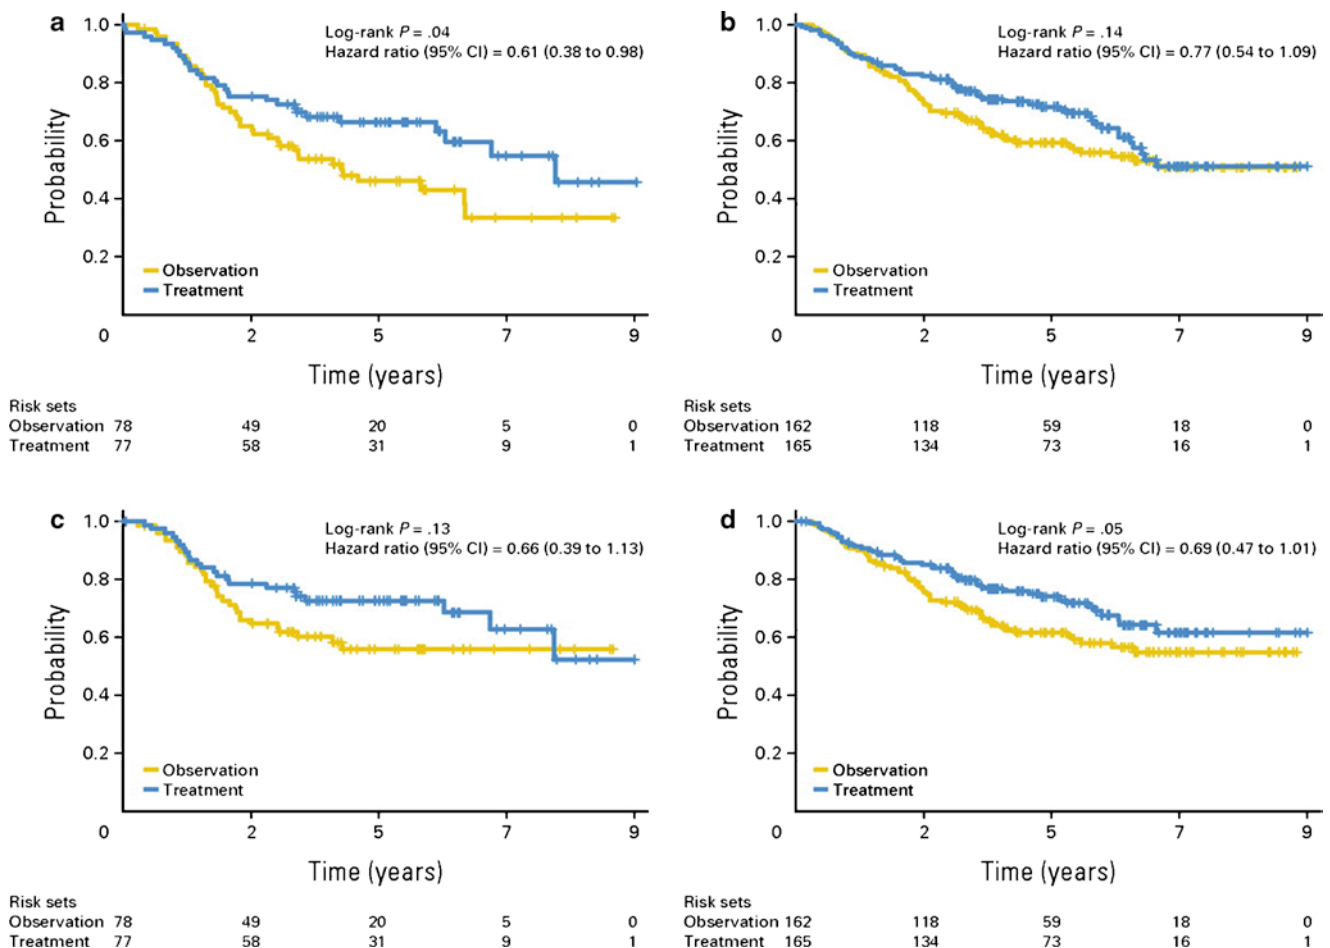 a
1.0
0.8
0.6
0.4
0.2
0
Probability
Log-rank P = .04
Hazard ratio (95% CI) = 0.61 (0.38 to 0.98)
Observation
Treatment
2 5 7 9
Time (years)
Risk sets
Observation 78 49 20 5 0
Treatment 77 58 31 9 1
b
1.0
0.8
0.6
0.4
0.2
0
Probability
Log-rank P = .14
Hazard ratio (95% CI) = 0.77 (0.54 to 1.09)
Observation
Treatment
2 5 7 9
Time (years)
Risk sets
Observation 162 118 59 18 0
Treatment 165 134 73 16 1
c
1.0
0.8
0.6
0.4
0.2
0
Probability
Log-rank P = .13
Hazard ratio (95% CI) = 0.66 (0.39 to 1.13)
Observation
Treatment
2 5 7 9
Time (years)
Risk sets
Observation 78 49 20 5 0
Treatment 77 58 31 9 1
d
1.0
0.8
0.6
0.4
0.2
0
Probability
Log-rank P = .05
Hazard ratio (95% CI) = 0.69 (0.47 to 1.01)
Observation
Treatment
2 5 7 9
Time (years)
Risk sets
Observation 162 118 59 18 0
Treatment 165 134 73 16 1